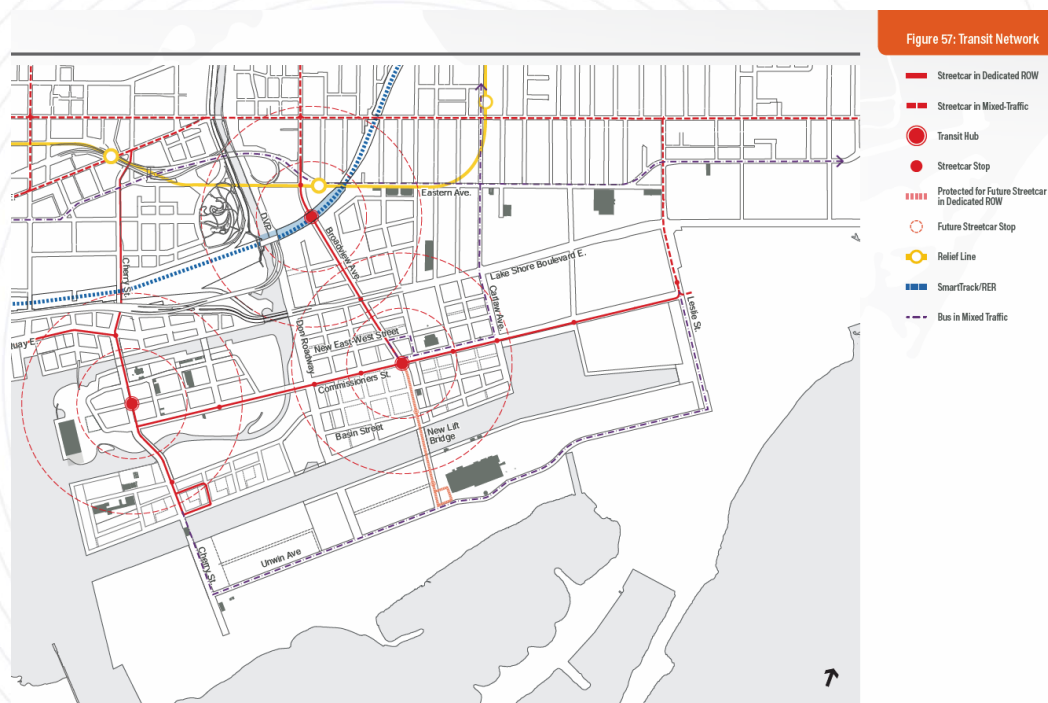 Figure 57: Transit Network
Streetcar in Dedicated ROW
Streetcar in Mixed-Traffic
Transit Hub
Streetcar Stop
Protected for Future Streetcar
in Dedicated ROW
Future Streetcar Stop
Relief Line
SmartTrack/RER
Bus in Mixed Traffic
Eastern Ave.
DVP
Broadview Ave.
Cherry St.
Lake Shore Boulevard E.
Carlaw Ave.
Leslie St.
Don Roadway
New East-West Street
Quay E.
Commissioners St.
Basin Street
New Lift
Bridge
Cherry St.
Unwin Ave